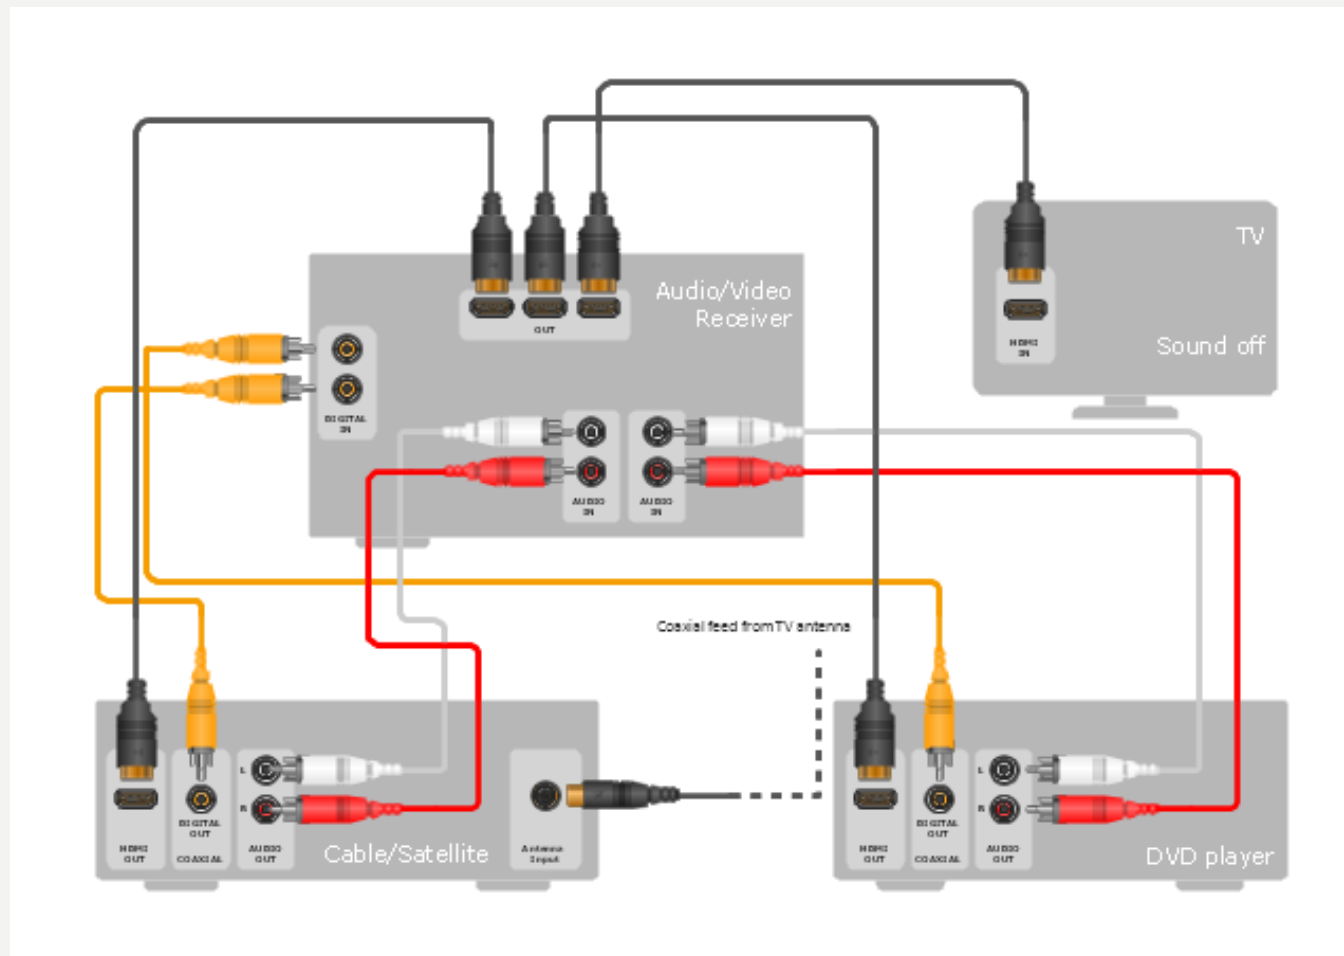 TV
Audio/Video
Receiver
OUT
HDMI
IN
Sound off
DIGITAL
IN
AUDIO
IN
AUDIO
IN
Coaxial feed from TV antenna
L
R
DIGITAL
OUT
HDMI
OUT
COAXIAL
AUDIO
OUT
Cable/Satellite
Antenna
Input
L
R
DIGITAL
OUT
HDMI
OUT
COAXIAL
AUDIO
OUT
DVD player